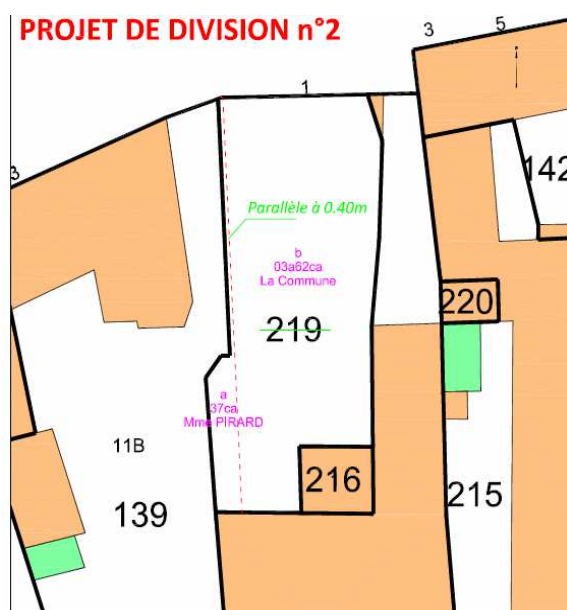 PROJET DE DIVISION n°2
3
5
1
3
142
Parallèle à 0.40m
b
03a62ca
La Commune
220
219
a
37ca
Mme PIRARD
11B
216
215
139